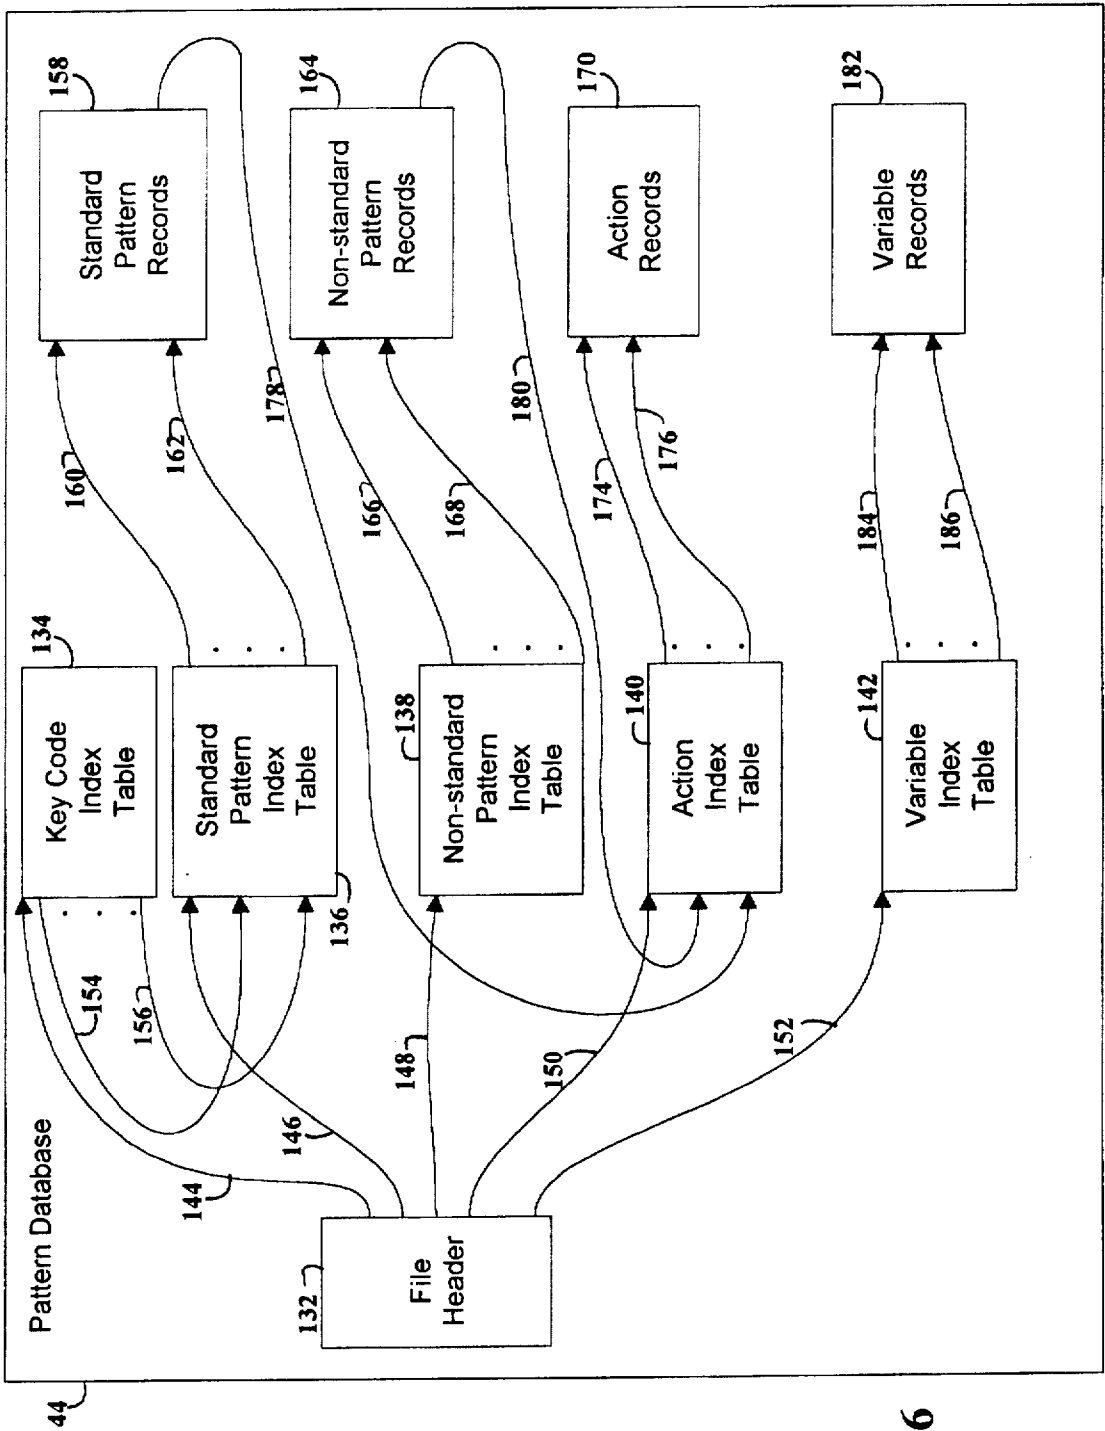 Pattern Database
44
File
Header
132
144
146
148
150
152
154
156
Key Code
Index
Table
134
Standard
Pattern
Index
Table
136
Non-standard
Pattern
Index
Table
138
Action
Index
Table
140
Variable
Index
Table
142
160
162
178
166
168
180
174
176
184
186
Standard
Pattern
Records
158
Non-standard
Pattern
Records
164
Action
Records
170
Variable
Records
182
6